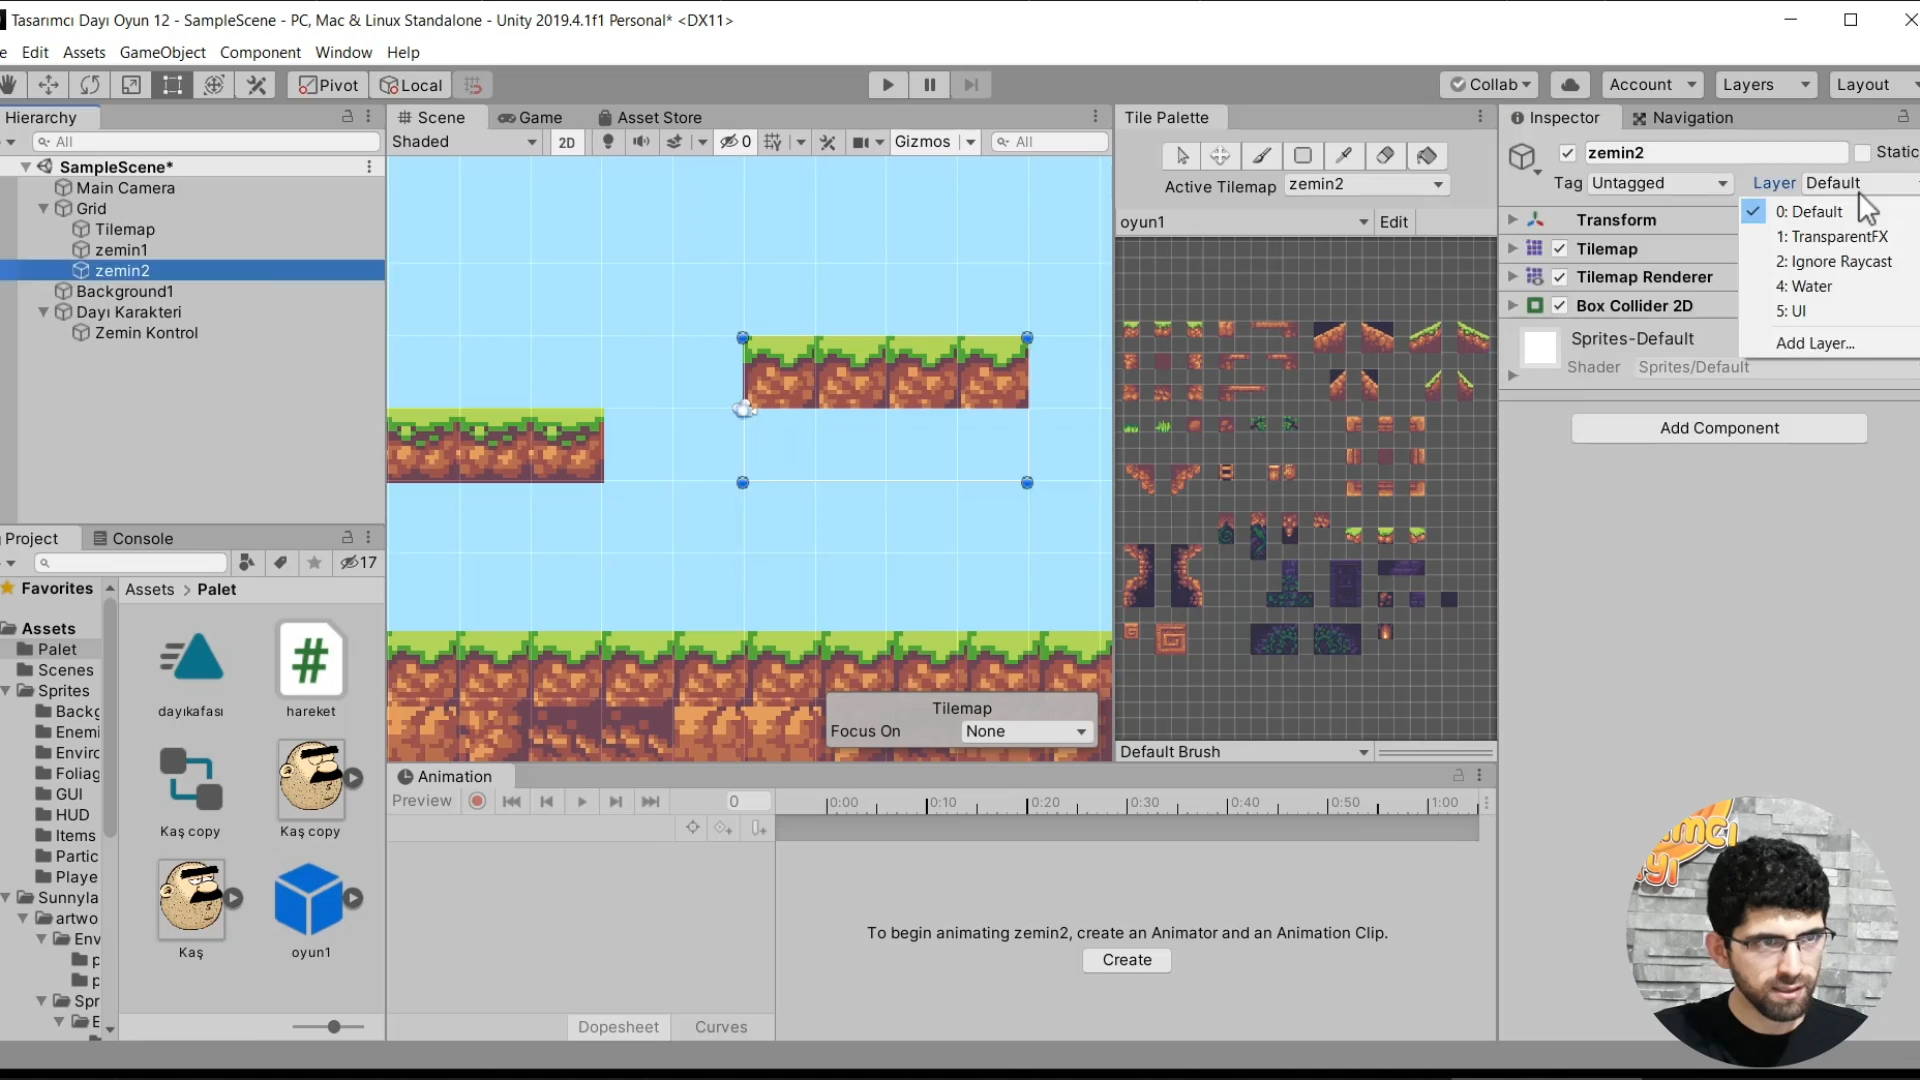 Tasarımcı Dayı Oyun 12 - SampleScene - PC, Mac & Linux Standalone - Unity 2019.4.1f1 Personal* <DX11>
e Edit Assets GameObject Component Window Help
Pivot Local Collab Account Layers Layout
Hierarchy
All
SampleScene*
Main Camera
Grid
Tilemap
zemin1
zemin2
Background1
Dayı Karakteri
Zemin Kontrol
Scene Game Asset Store
Shaded 2D 0 Gizmos All
Tilemap
Focus On None
Tile Palette
Active Tilemap zemin2
oyun1 Edit
Default Brush
Inspector Navigation
zemin2 Static
Tag Untagged Layer Default
0: Default
1: TransparentFX
2: Ignore Raycast
4: Water
5: UI
Add Layer...
Transform
Tilemap
Tilemap Renderer
Box Collider 2D
Sprites-Default
Shader Sprites/Default
Add Component
Project Console
17
Favorites
Assets
Palet
Scenes
Sprites
Backg
Enemi
Enviro
Foliag
GUI
HUD
Items
Partic
Playe
Sunnyla
artwo
Env
p
p
Spr
E
Assets > Palet
dayıkafası hareket
Kaş copy Kaş copy
Kaş oyun1
Animation
Preview 0 0:00 0:10 0:20 0:30 0:40 0:50 1:00
To begin animating zemin2, create an Animator and an Animation Clip.
Create
Dopesheet Curves